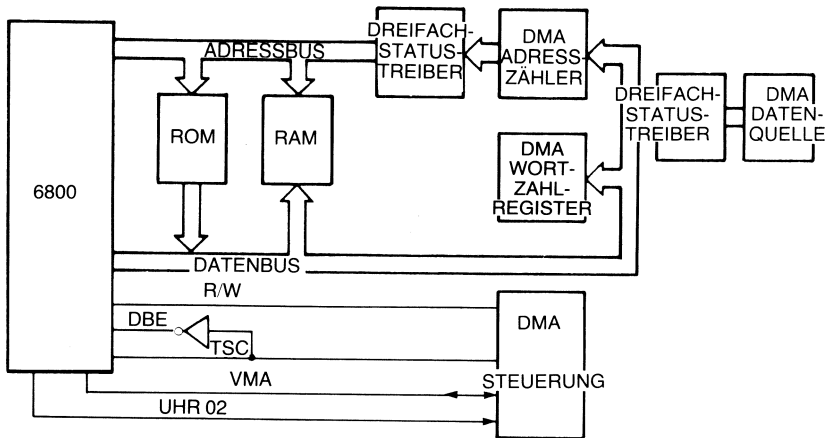 6800
ADRESSBUS
DREIFACH-
STATUS-
TREIBER
DMA
ADRESS-
ZÄHLER
DREIFACH-
STATUS-
TREIBER
DMA
DATEN-
QUELLE
ROM
RAM
DMA
WORT-
ZAHL-
REGISTER
DATENBUS
R/W
DBE
TSC
VMA
UHR 02
DMA
STEUERUNG